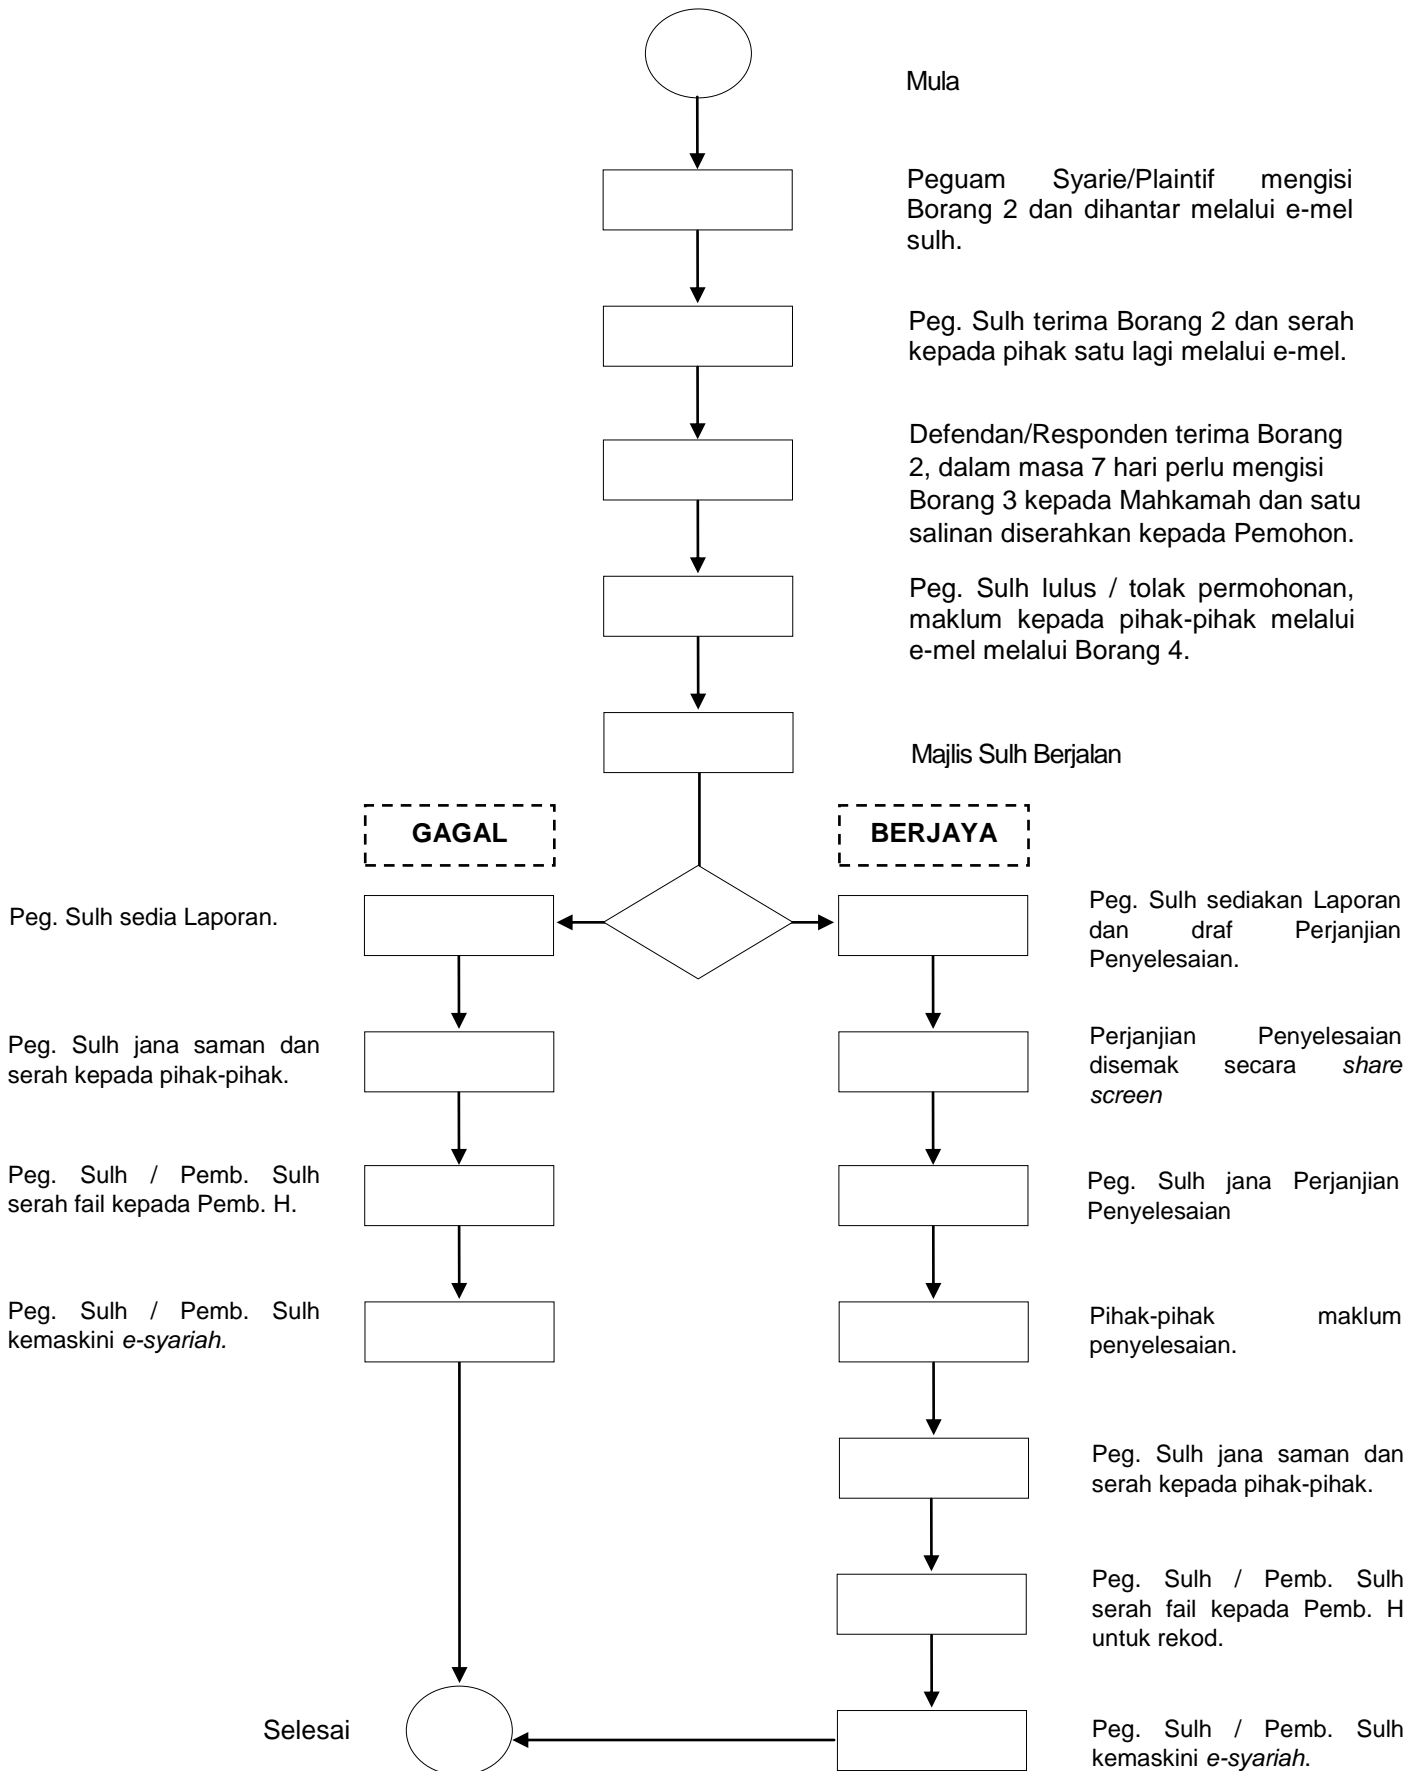 Mula
Peguam Syarie/Plaintif mengisi
Borang 2 dan dihantar melalui e-mel
sulh.
Peg. Sulh terima Borang 2 dan serah
kepada pihak satu lagi melalui e-mel.
Defendan/Responden terima Borang
2, dalam masa 7 hari perlu mengisi
Borang 3 kepada Mahkamah dan satu
salinan diserahkan kepada Pemohon.
Peg. Sulh lulus / tolak permohonan,
maklum kepada pihak-pihak melalui
e-mel melalui Borang 4.
Majlis Sulh Berjalan
GAGAL
Peg. Sulh sedia Laporan.
Peg. Sulh jana saman dan
serah kepada pihak-pihak.
Peg. Sulh / Pemb. Sulh
serah fail kepada Pemb. H.
Peg. Sulh / Pemb. Sulh
kemaskini e-syariah.
BERJAYA
Peg. Sulh sediakan Laporan
dan draf Perjanjian
Penyelesaian.
Perjanjian Penyelesaian
disemak secara share
screen
Peg. Sulh jana Perjanjian
Penyelesaian
Pihak-pihak maklum
penyelesaian.
Peg. Sulh jana saman dan
serah kepada pihak-pihak.
Peg. Sulh / Pemb. Sulh
serah fail kepada Pemb. H
untuk rekod.
Peg. Sulh / Pemb. Sulh
kemaskini e-syariah.
Selesai